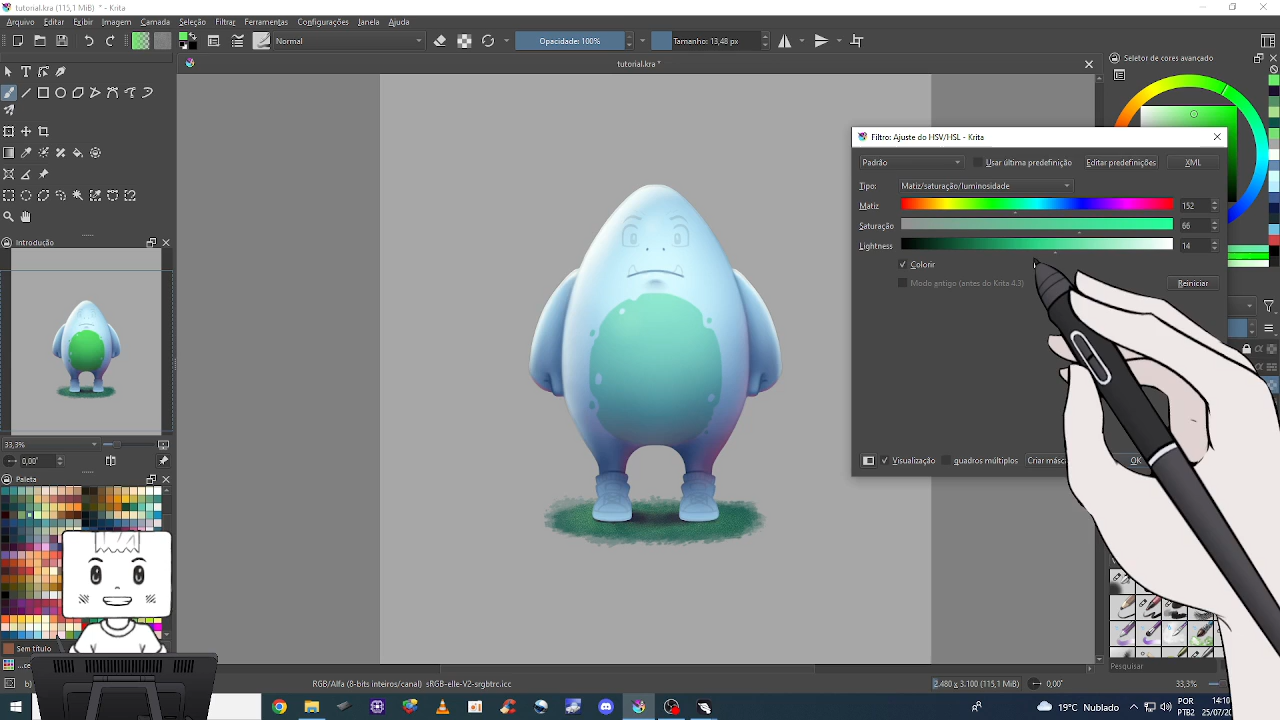 tutorial.kra (115,1 MiB) * - Krita
Arquivo Editar Exibir Imagem Camada Seleção Filtrar Ferramentas Configurações Janela Ajuda
Normal Opacidade: 100% Tamanho: 13,48 px
tutorial.kra *
Seletor de cores avançado
Filtro: Ajuste do HSV/HSL - Krita
Padrão Usar última predefinição Editar predefinições XML
Tipo: Matiz/saturação/luminosidade
Matiz 152
Saturação 66
Lightness 14
Colorir
Modo antigo (antes do Krita 4.3) Reiniciar
Visualização quadros múltiplos Criar OK
Introdução
33,3%
0,00°
Paleta
Sem título
Pesquisar
RGB/Alfa (8-bits inteiros/canal) sRGB-elle-V2-srgbtrc.icc
2.480 x 3.100 (115,1 MiB) 0,00° 33,3%
19°C Nublado POR 14:10
PTB2 25/07/20